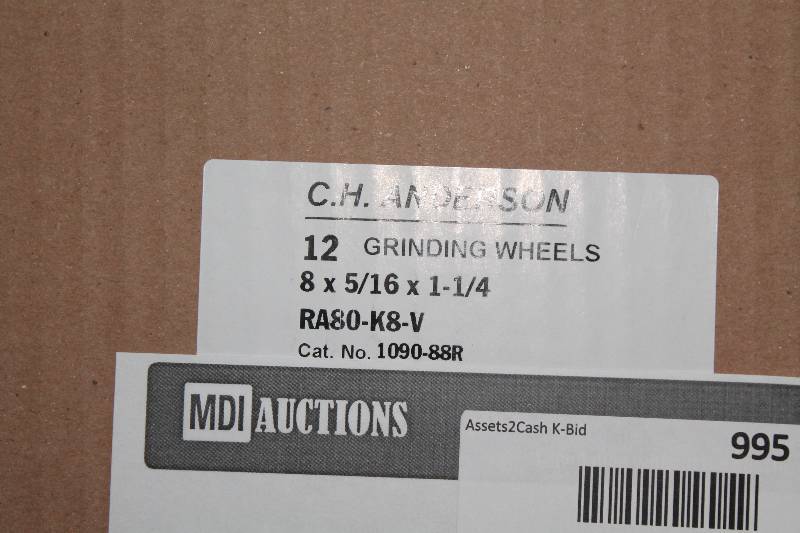 C.H. ANDERSON
12 GRINDING WHEELS
8 x 5/16 x 1-1/4
RA80-K8-V
Cat. No. 1090-88R
MDI AUCTIONS
Assets2Cash K-Bid
995